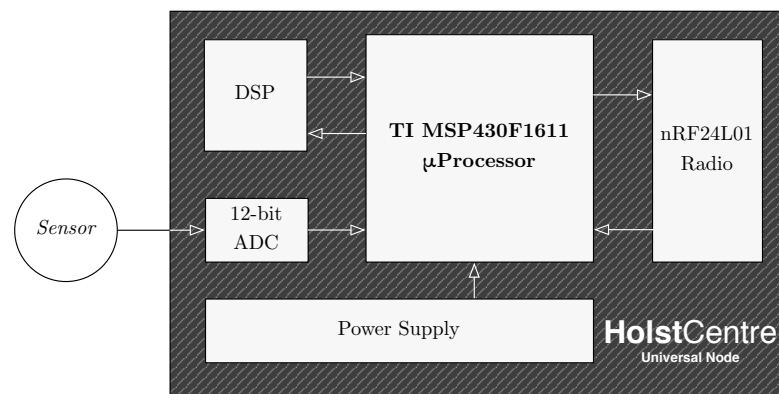 DSP
TI MSP430F1611
μProcessor
nRF24L01
Radio
Sensor
12-bit
ADC
Power Supply
HolstCentre
Universal Node